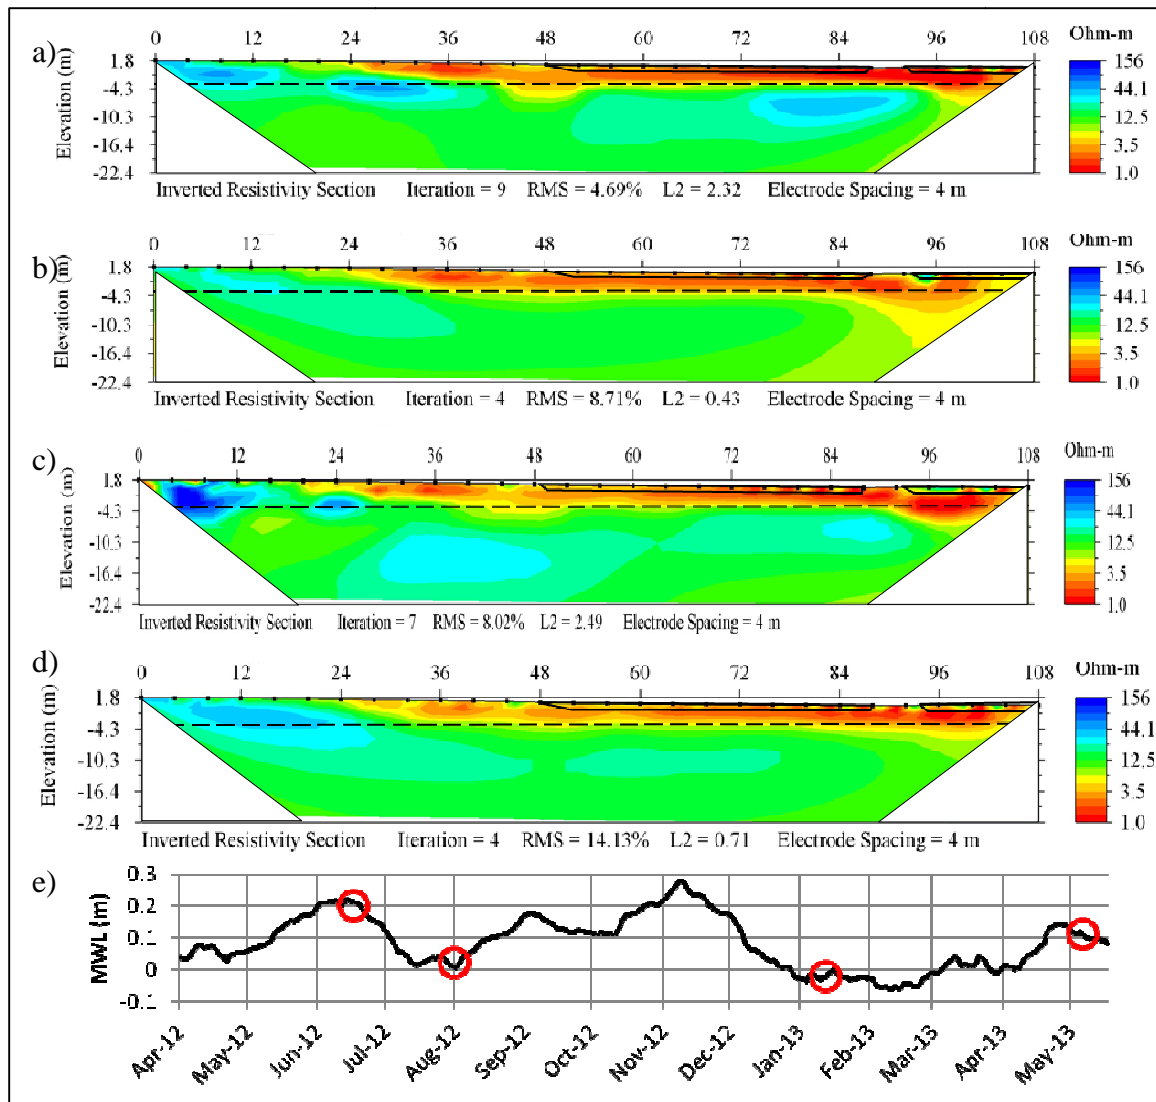 a)
0 12 24 36 48 60 72 84 96 108
Ohm-m
Elevation (m)
1.8
-4.3
-10.3
-16.4
-22.4
156
44.1
12.5
3.5
1.0
Inverted Resistivity Section Iteration = 9 RMS = 4.69% L2 = 2.32 Electrode Spacing = 4 m
b)
0 12 24 36 48 60 72 84 96 108
Ohm-m
Elevation (m)
1.8
-4.3
-10.3
-16.4
-22.4
156
44.1
12.5
3.5
1.0
Inverted Resistivity Section Iteration = 4 RMS = 8.71% L2 = 0.43 Electrode Spacing = 4 m
c)
0 12 24 36 48 60 72 84 96 108
Ohm-m
Elevation (m)
1.8
-4.3
-10.3
-16.4
-22.4
156
44.1
12.5
3.5
1.0
Inverted Resistivity Section Iteration = 7 RMS = 8.02% L2 = 2.49 Electrode Spacing = 4 m
d)
0 12 24 36 48 60 72 84 96 108
Ohm-m
Elevation (m)
1.8
-4.3
-10.3
-16.4
-22.4
156
44.1
12.5
3.5
1.0
Inverted Resistivity Section Iteration = 4 RMS = 14.13% L2 = 0.71 Electrode Spacing = 4 m
e)
MWL (m)
0.3
0.2
0.1
0
-0.1
Apr-12 May-12 Jun-12 Jul-12 Aug-12 Sep-12 Oct-12 Nov-12 Dec-12 Jan-13 Feb-13 Mar-13 Apr-13 May-13